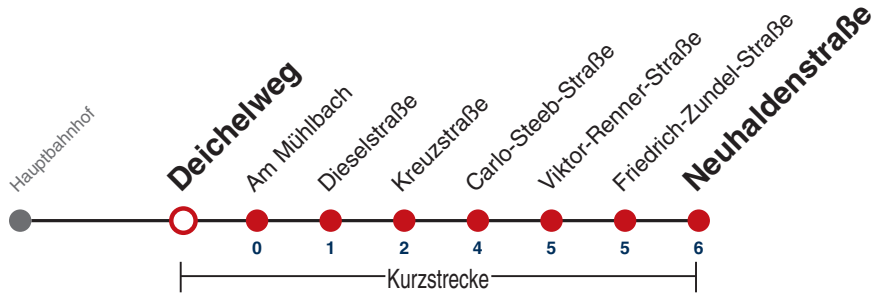 Hauptbahnhof
Deichelweg
Am Mühlbach
Dieselstraße
Kreuzstraße
Carlo-Steeb-Straße
Viktor-Renner-Straße
Friedrich-Zundel-Straße
Neuhaldenstraße
0 1 2 4 5 5 6
Kurzstrecke